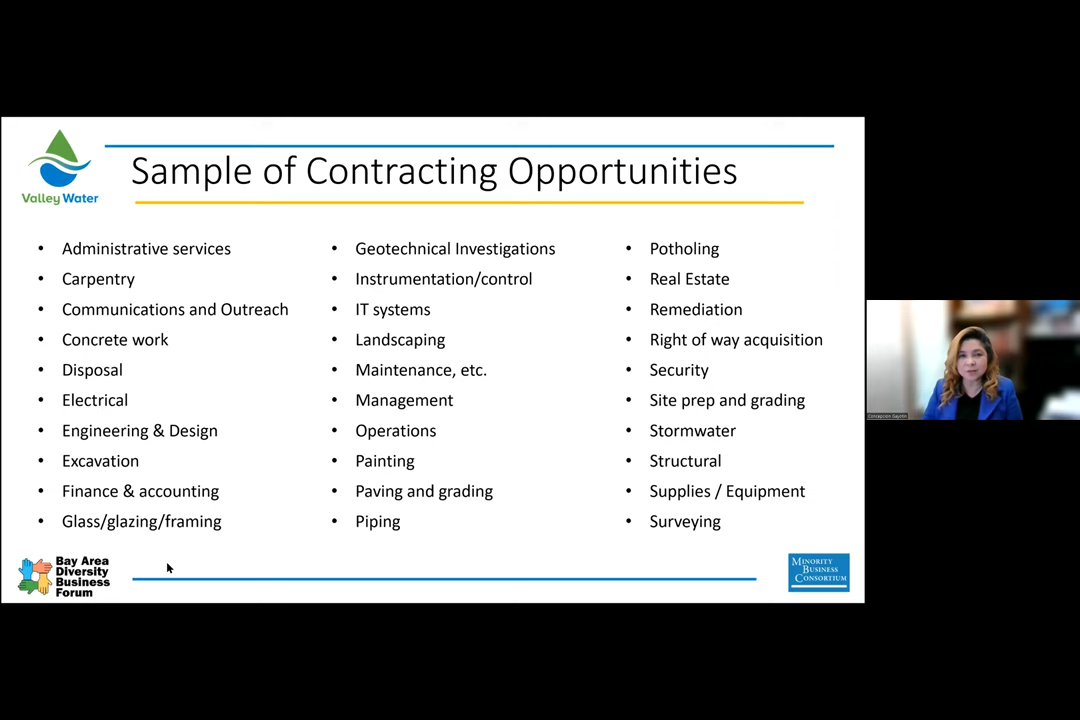 Valley Water
Sample of Contracting Opportunities
• Administrative services
• Carpentry
• Communications and Outreach
• Concrete work
• Disposal
• Electrical
• Engineering & Design
• Excavation
• Finance & accounting
• Glass/glazing/framing
• Geotechnical Investigations
• Instrumentation/control
• IT systems
• Landscaping
• Maintenance, etc.
• Management
• Operations
• Painting
• Paving and grading
• Piping
• Potholing
• Real Estate
• Remediation
• Right of way acquisition
• Security
• Site prep and grading
• Stormwater
• Structural
• Supplies / Equipment
• Surveying
Bay Area
Diversity
Business
Forum
MINORITY
BUSINESS
CONSORTIUM
Concepcion Gayotin